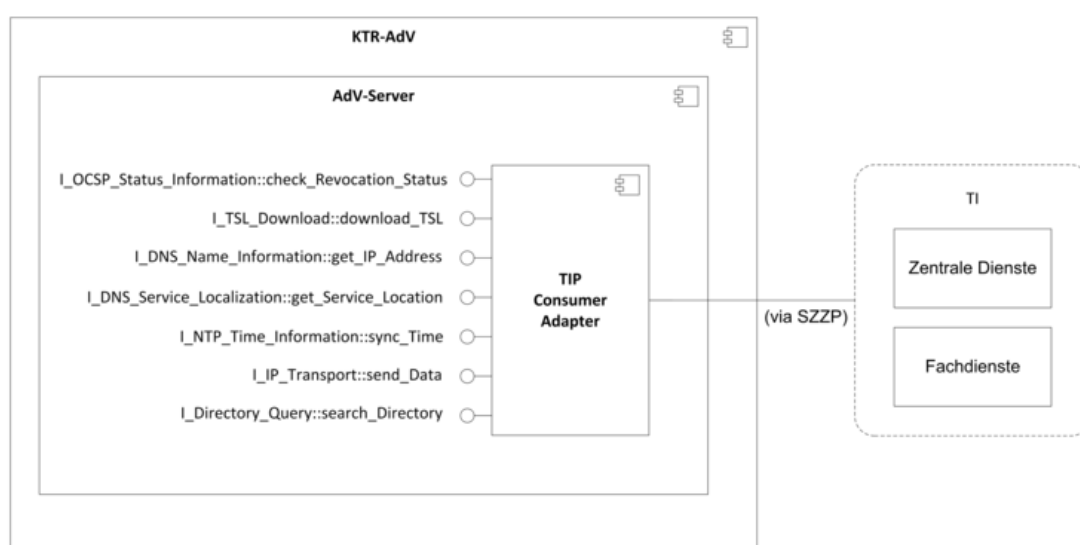 KTR-AdV
AdV-Server
I_OCSP_Status_Information::check_Revocation_Status
I_TSL_Download::download_TSL
I_DNS_Name_Information::get_IP_Address
I_DNS_Service_Localization::get_Service_Location
I_NTP_Time_Information::sync_Time
I_IP_Transport::send_Data
I_Directory_Query::search_Directory
TIP
Consumer
Adapter
(via SZZP)
TI
Zentrale Dienste
Fachdienste